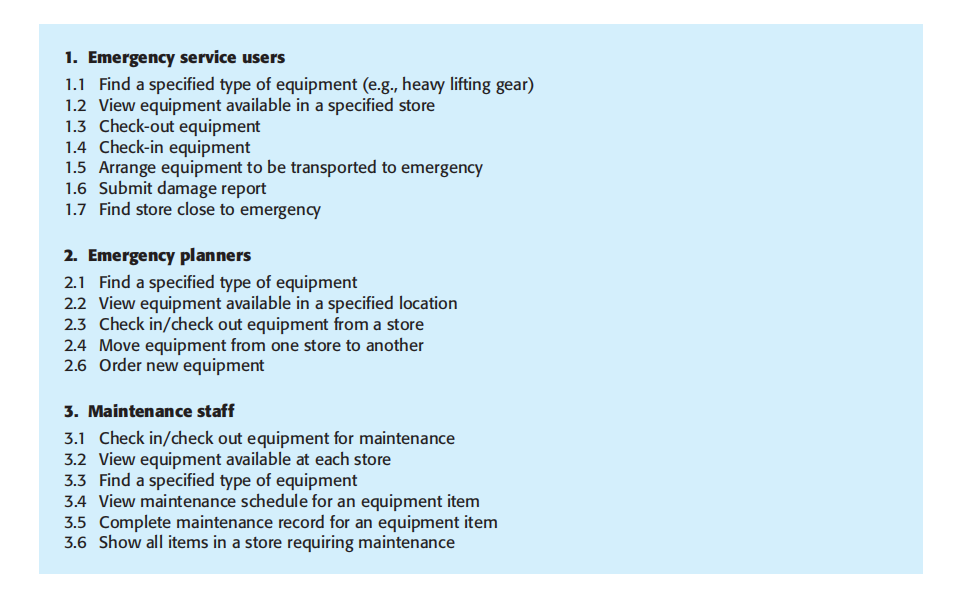 1. Emergency service users
1.1 Find a specified type of equipment (e.g., heavy lifting gear)
1.2 View equipment available in a specified store
1.3 Check-out equipment
1.4 Check-in equipment
1.5 Arrange equipment to be transported to emergency
1.6 Submit damage report
1.7 Find store close to emergency
2. Emergency planners
2.1 Find a specified type of equipment
2.2 View equipment available in a specified location
2.3 Check in/check out equipment from a store
2.4 Move equipment from one store to another
2.6 Order new equipment
3. Maintenance staff
3.1 Check in/check out equipment for maintenance
3.2 View equipment available at each store
3.3 Find a specified type of equipment
3.4 View maintenance schedule for an equipment item
3.5 Complete maintenance record for an equipment item
3.6 Show all items in a store requiring maintenance